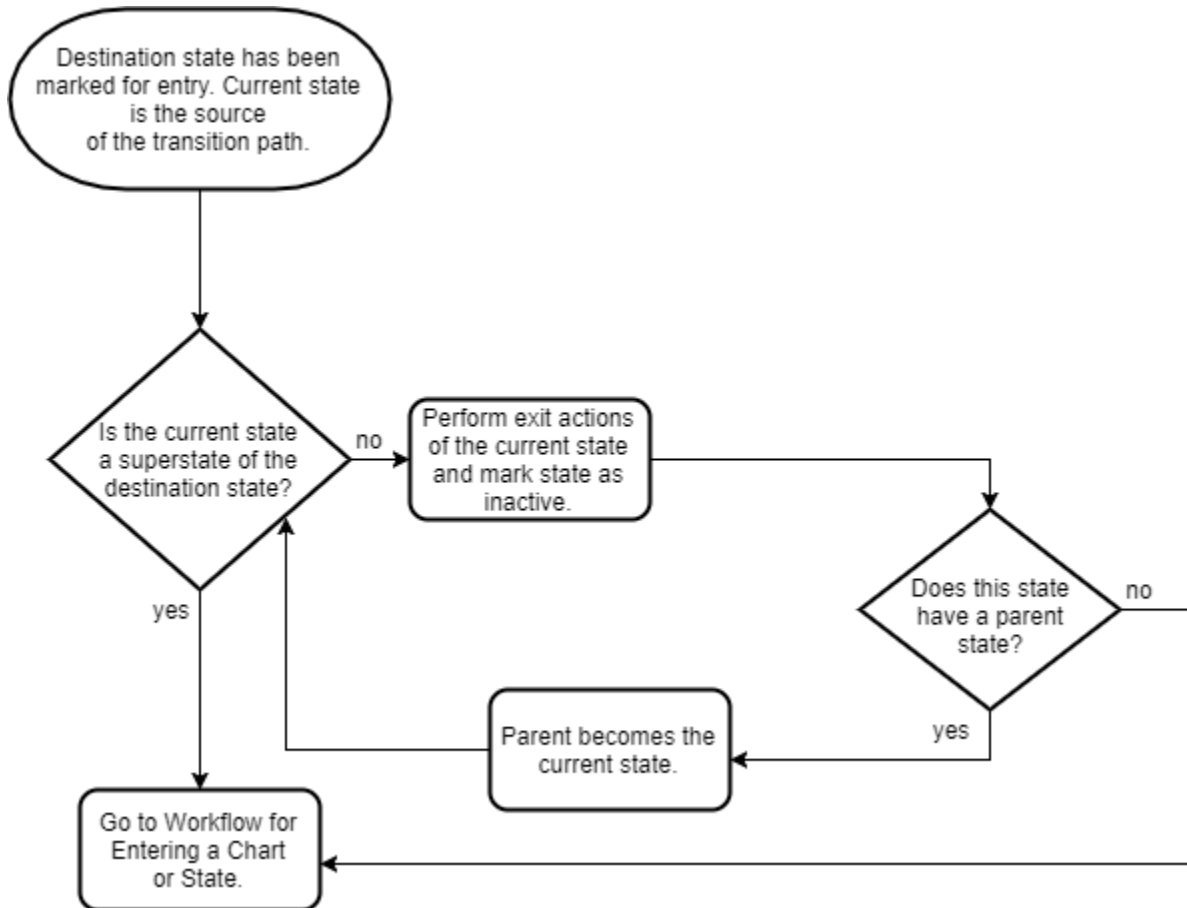 Destination state has been
marked for entry. Current state
is the source
of the transition path.
Is the current state
a superstate of the
destination state?
no
Perform exit actions
of the current state
and mark state as
inactive.
Does this state
have a parent
state?
no
yes
yes
Parent becomes the
current state.
Go to Workflow for
Entering a Chart
or State.